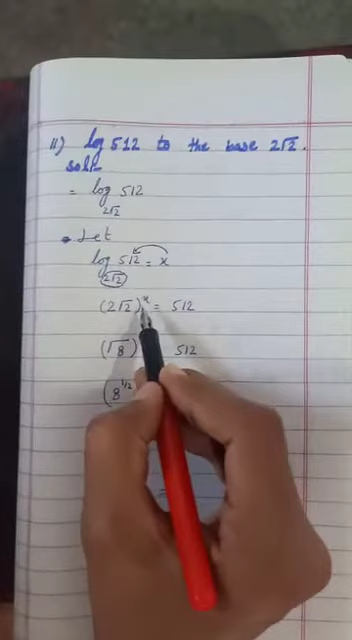 11) log 512 to the base 2√2.
Sol:-
= log 512
2√2
Let
log 512 = x
2√2
(2√2)ˣ = 512
(√8) 512
(8^1/2
=